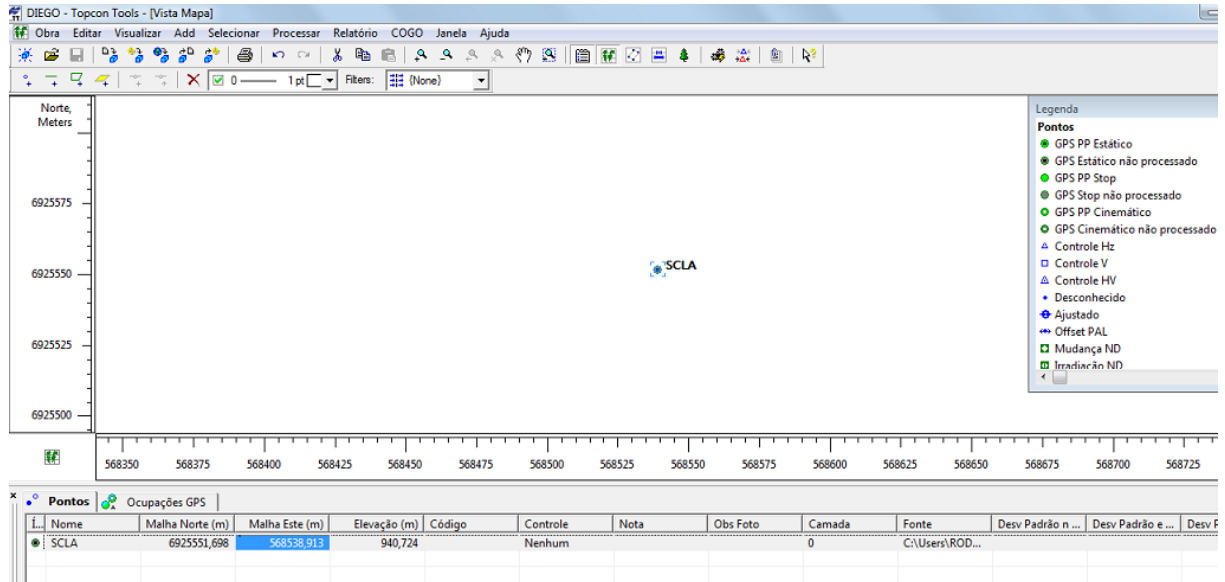 DIEGO - Topcon Tools - [Vista Mapa]
Obra Editar Visualizar Add Selecionar Processar Relatório COGO Janela Ajuda
0 1 pt Filters: {None}
Norte,
Meters
6925575
6925550
6925525
6925500
SCLA
Legenda
Pontos
GPS PP Estático
GPS Estático não processado
GPS PP Stop
GPS Stop não processado
GPS PP Cinemático
GPS Cinemático não processado
Controle Hz
Controle V
Controle HV
Desconhecido
Ajustado
Offset PAL
Mudança ND
Irradiação ND
568350 568375 568400 568425 568450 568475 568500 568525 568550 568575 568600 568625 568650 568675 568700 568725
Pontos Ocupações GPS
Í... Nome Malha Norte (m) Malha Este (m) Elevação (m) Código Controle Nota Obs Foto Camada Fonte Desv Padrão n ... Desv Padrão e ... Desv P
SCLA 6925551,698 568538,913 940,724 Nenhum 0 C:\Users\ROD...